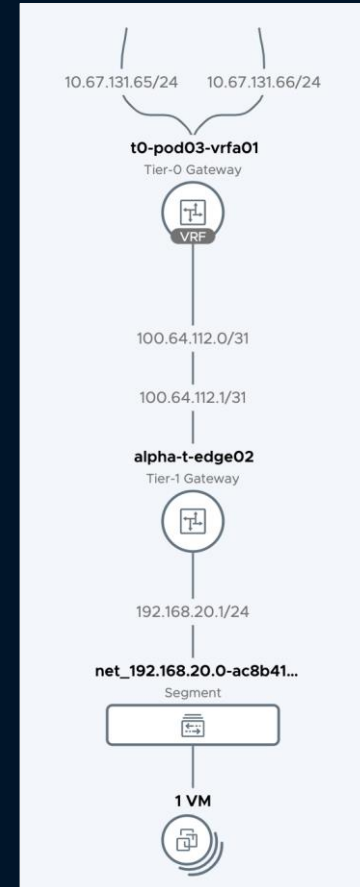 10.67.131.65/24 10.67.131.66/24
t0-pod03-vrfa01
Tier-0 Gateway
VRF
100.64.112.0/31
100.64.112.1/31
alpha-t-edge02
Tier-1 Gateway
192.168.20.1/24
net_192.168.20.0-ac8b41...
Segment
1 VM